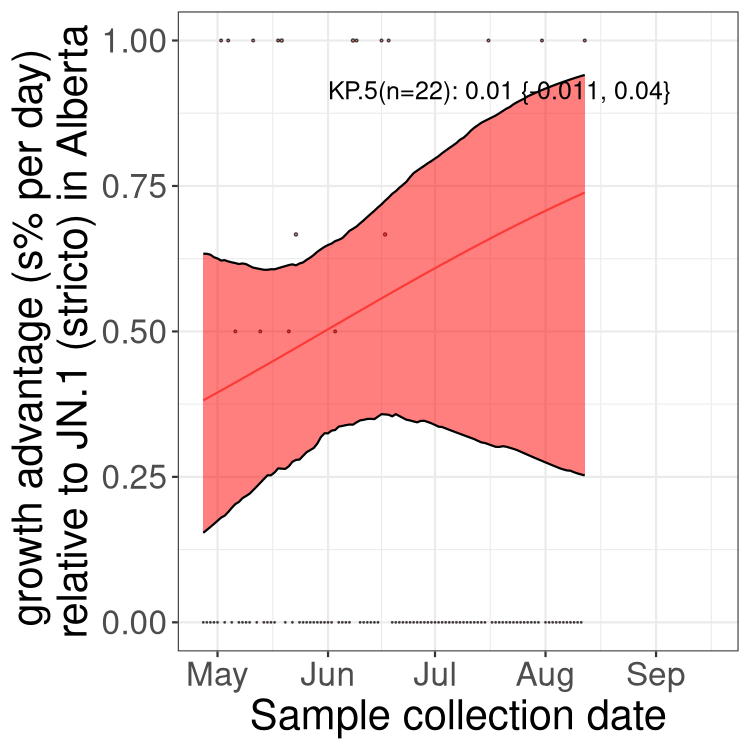 growth advantage (s% per day)
relative to JN.1 (stricto) in Alberta
1.00
0.75
0.50
0.25
0.00
KP.5(n=22): 0.01 {-0.011, 0.04}
May Jun Jul Aug Sep
Sample collection date